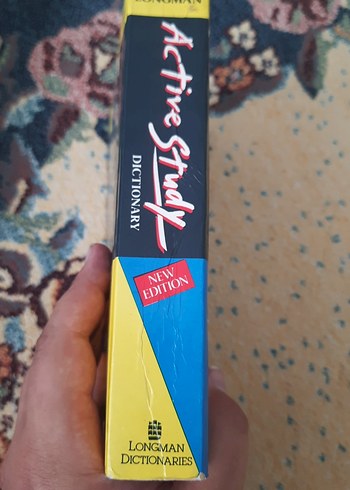 LONGMAN
Active Study
DICTIONARY
NEW
EDITION
LONGMAN
DICTIONARIES